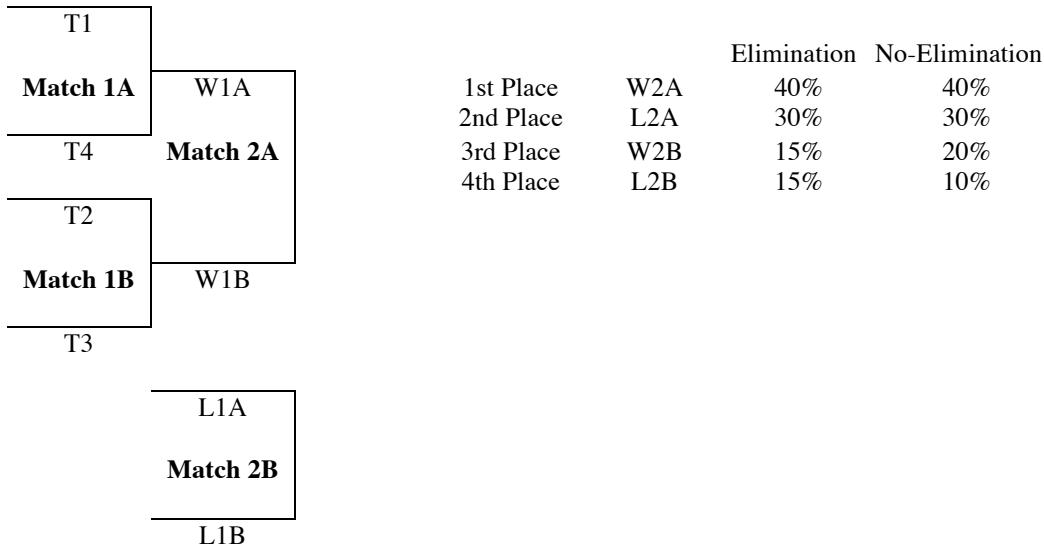 T1
Match 1A
T4
T2
Match 1B
T3
W1A
Match 2A
W1B
L1A
Match 2B
L1B
Elimination No-Elimination
1st Place W2A 40% 40%
2nd Place L2A 30% 30%
3rd Place W2B 15% 20%
4th Place L2B 15% 10%